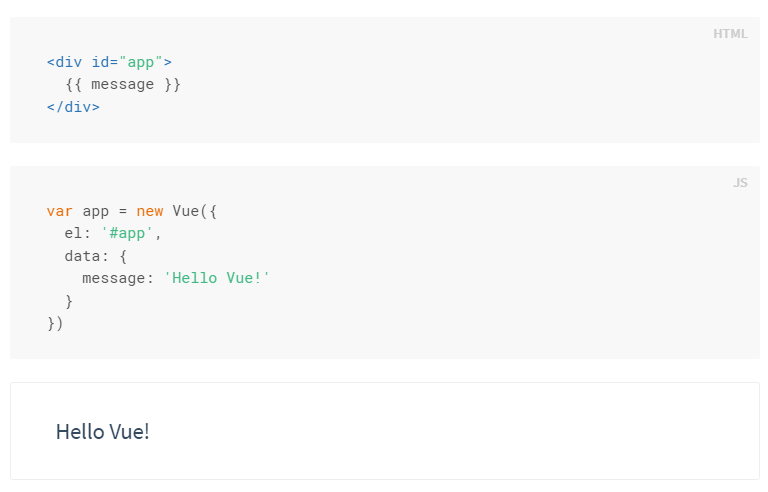 HTML
<div id="app">
  {{ message }}
</div>
JS
var app = new Vue({
  el: '#app',
  data: {
    message: 'Hello Vue!'
  }
})
Hello Vue!